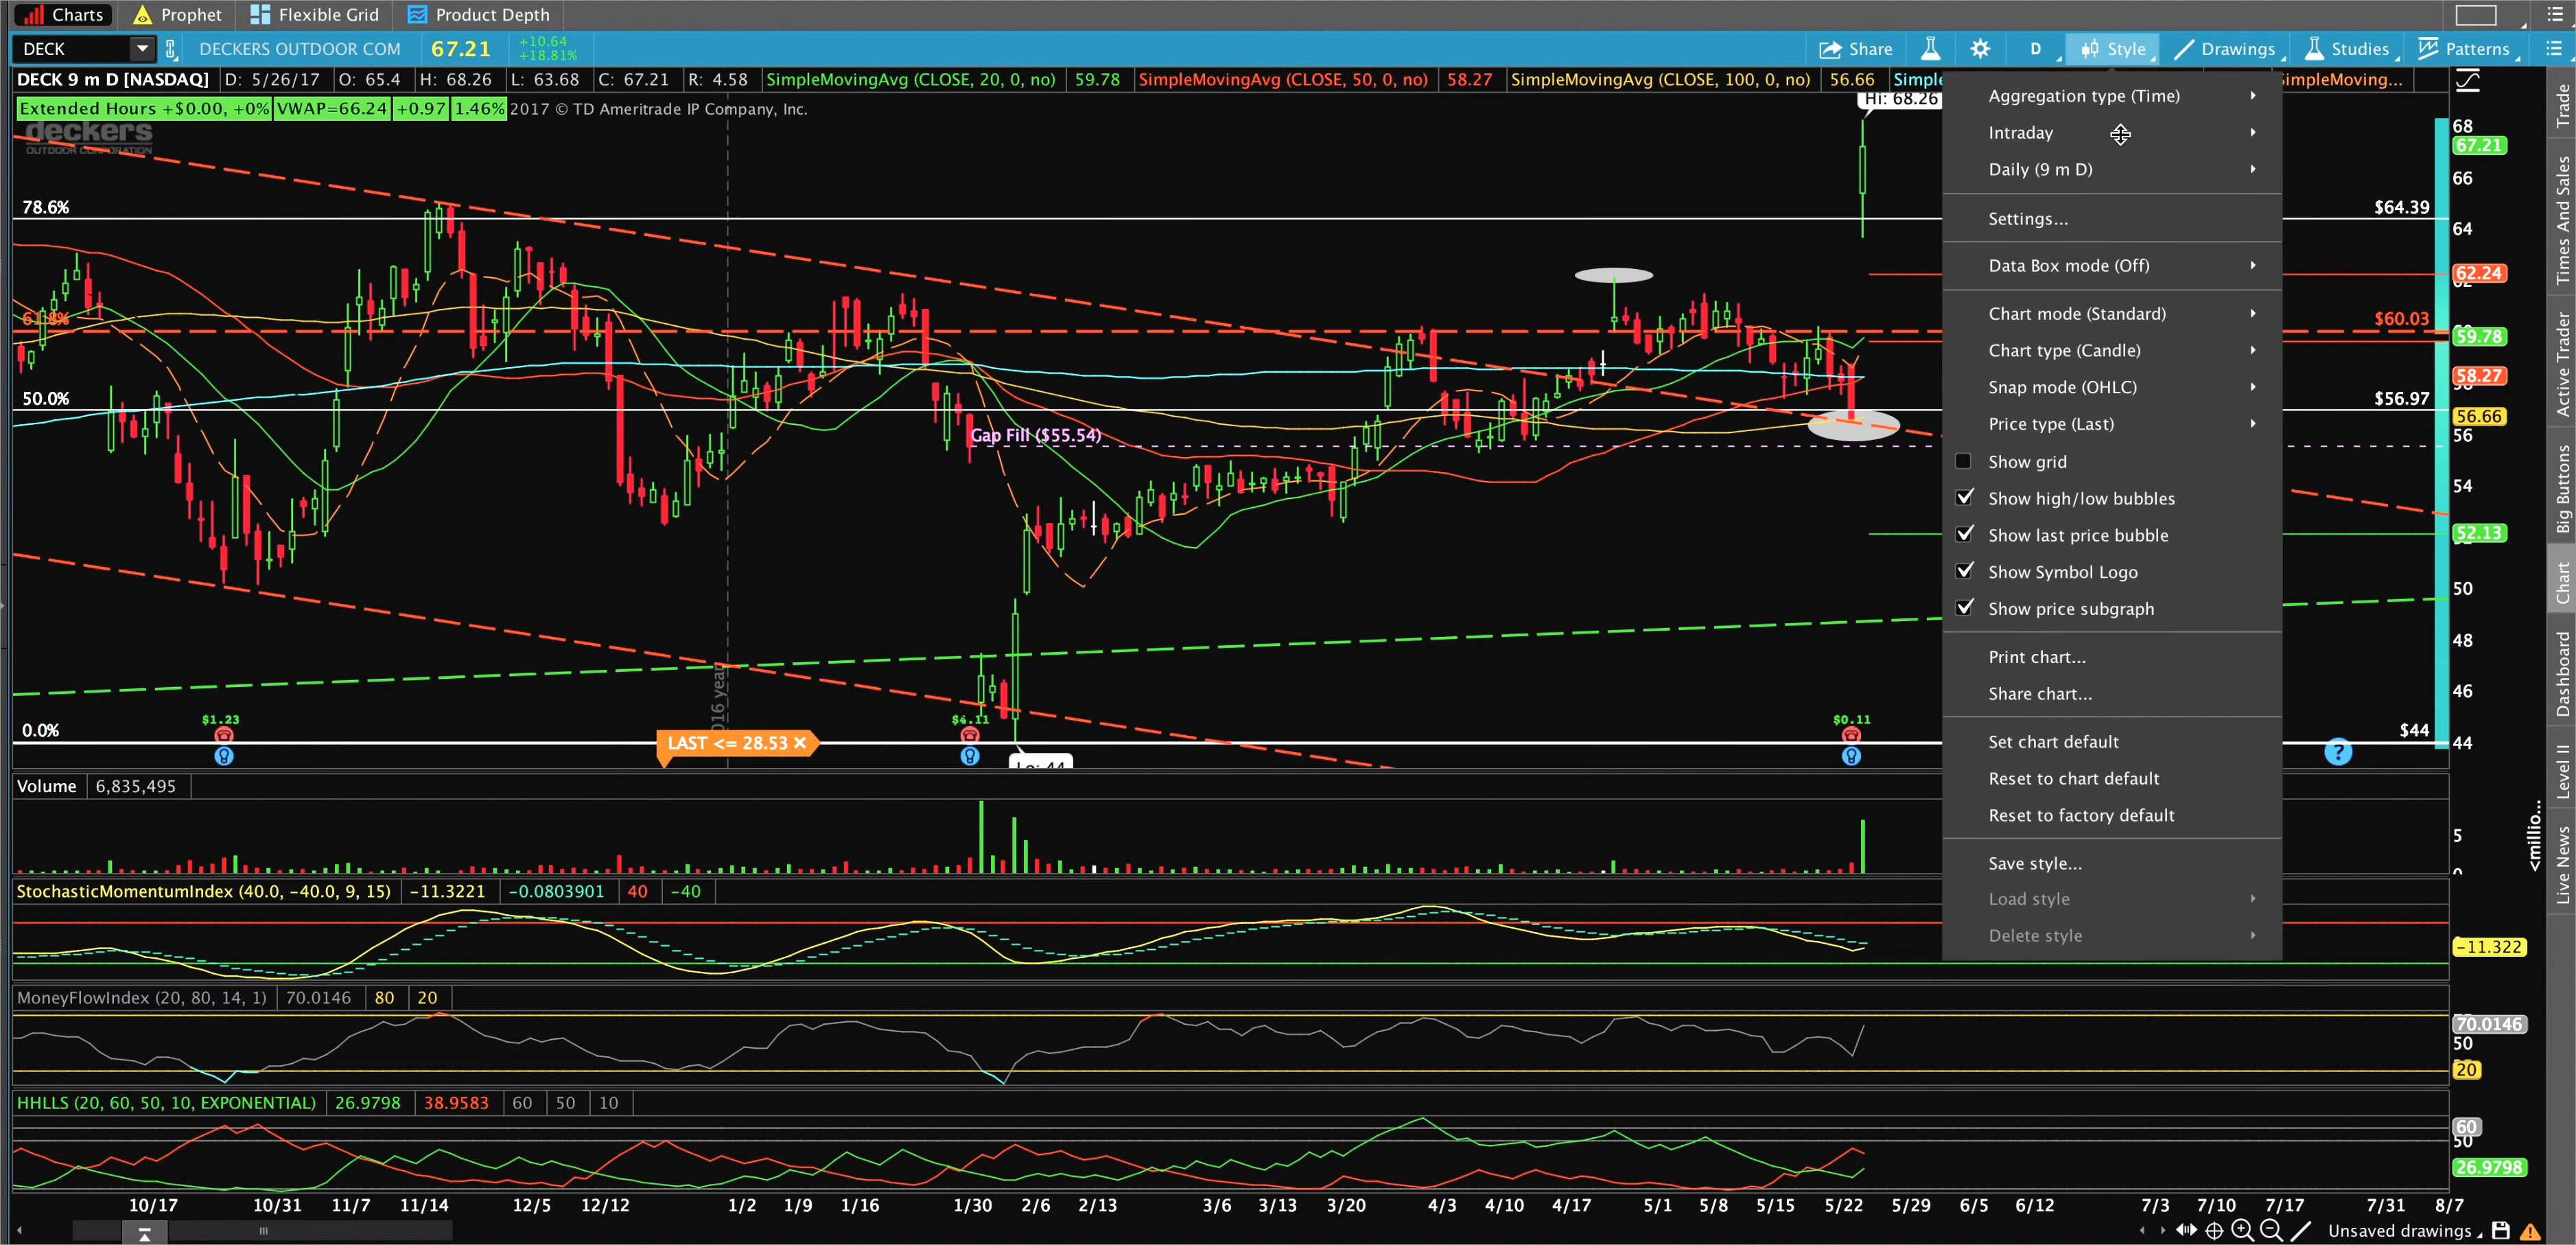 Charts Prophet Flexible Grid Product Depth
DECK DECKERS OUTDOOR COM 67.21 +10.64 +18.81% Share D Style Drawings Studies Patterns
DECK 9 m D [NASDAQ] D: 5/26/17 O: 65.4 H: 68.26 L: 63.68 C: 67.21 R: 4.58 SimpleMovingAvg (CLOSE, 20, 0, no) 59.78 SimpleMovingAvg (CLOSE, 50, 0, no) 58.27 SimpleMovingAvg (CLOSE, 100, 0, no) 56.66 Simple impleMoving...
Extended Hours +$0.00, +0% VWAP=66.24 +0.97 1.46% 2017 © TD Ameritrade IP Company, Inc.
deckers
OUTDOOR CORPORATION
Hi: 68.26
78.6%
61.8%
50.0%
0.0%
Gap Fill ($55.54)
$1.23
$4.11
$0.11
LAST <= 28.53 ×
Lo: 44
016 year
Aggregation type (Time)
Intraday
Daily (9 m D)
Settings...
Data Box mode (Off)
Chart mode (Standard)
Chart type (Candle)
Snap mode (OHLC)
Price type (Last)
Show grid
Show high/low bubbles
Show last price bubble
Show Symbol Logo
Show price subgraph
Print chart...
Share chart...
Set chart default
Reset to chart default
Reset to factory default
Save style...
Load style
Delete style
$64.39
$60.03
$56.97
$44
?
68
67.21
66
64
62.24
62
59.78
58.27
56.66
56
54
52.13
50
48
46
44
Volume 6,835,495
5
0
<millio...
StochasticMomentumIndex (40.0, -40.0, 9, 15) -11.3221 -0.0803901 40 -40
-11.322
MoneyFlowIndex (20, 80, 14, 1) 70.0146 80 20
70.0146
50
20
HHLLS (20, 60, 50, 10, EXPONENTIAL) 26.9798 38.9583 60 50 10
60
50
26.9798
10/17 10/31 11/7 11/14 12/5 12/12 1/2 1/9 1/16 1/30 2/6 2/13 3/6 3/13 3/20 4/3 4/10 4/17 5/1 5/8 5/15 5/22 5/29 6/5 6/12 7/3 7/10 7/17 7/31 8/7
Unsaved drawings
Trade
Times And Sales
Active Trader
Big Buttons
Chart
Dashboard
Level II
Live News